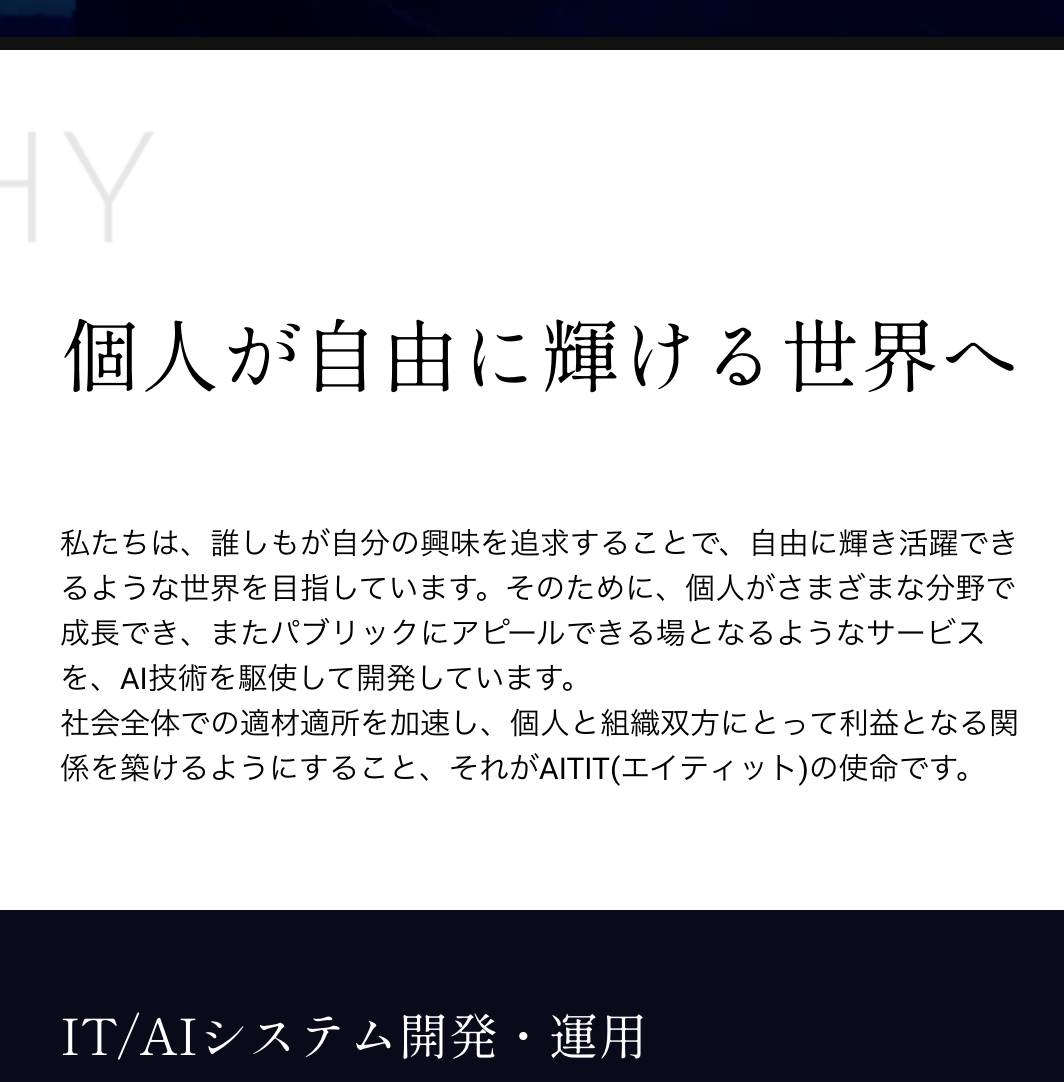 HY
個人が自由に輝ける世界へ
私たちは、誰しもが自分の興味を追求することで、自由に輝き活躍でき
るような世界を目指しています。そのために、個人がさまざまな分野で
成長でき、またパブリックにアピールできる場となるようなサービス
を、AI技術を駆使して開発しています。
社会全体での適材適所を加速し、個人と組織双方にとって利益となる関
係を築けるようにすること、それがAITIT(エイティット)の使命です。
IT/AIシステム開発・運用